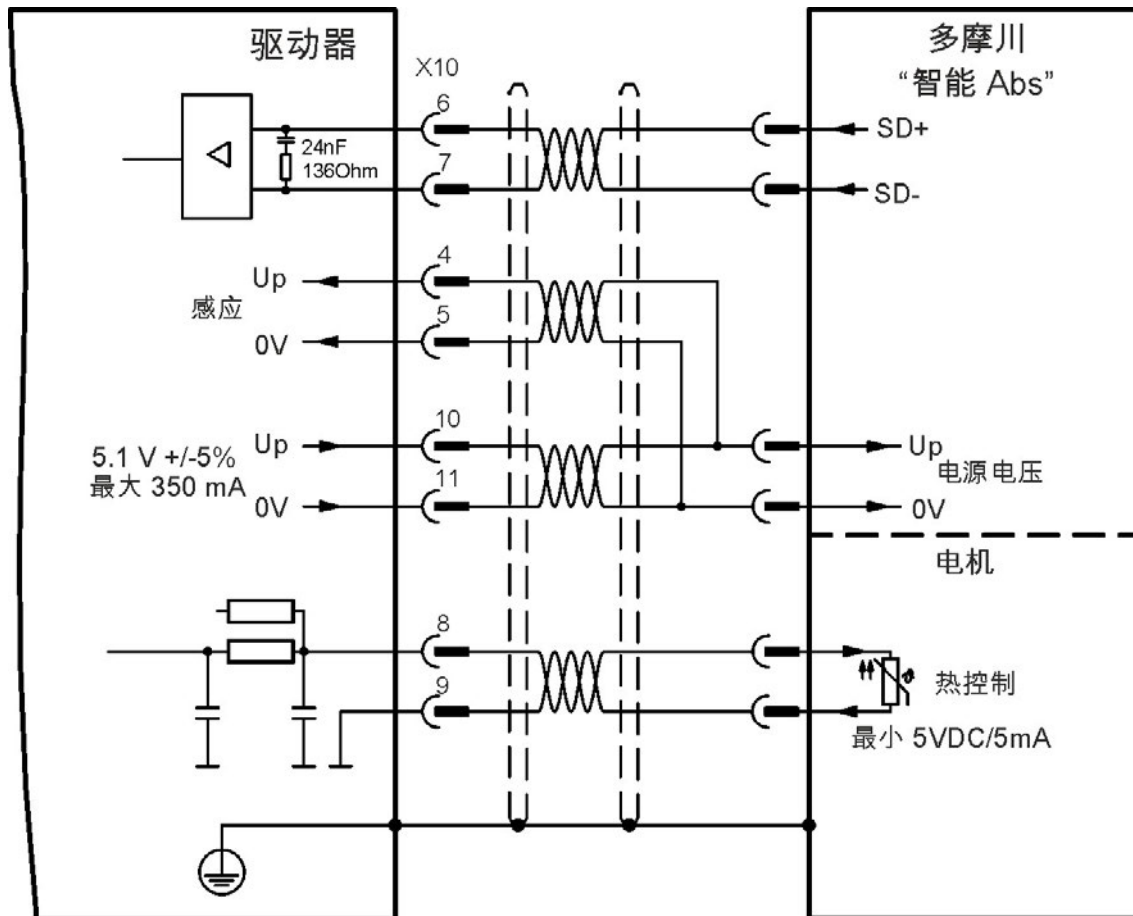 驱动器
X10
多摩川
“智能 Abs”
6
SD+
24nF
136Ohm
7
SD-
4
Up
感应
5
0V
10
Up
Up
5.1 V +/-5%
最大 350 mA
电源电压
11
0V
0V
电机
8
热控制
9
最小 5VDC/5mA